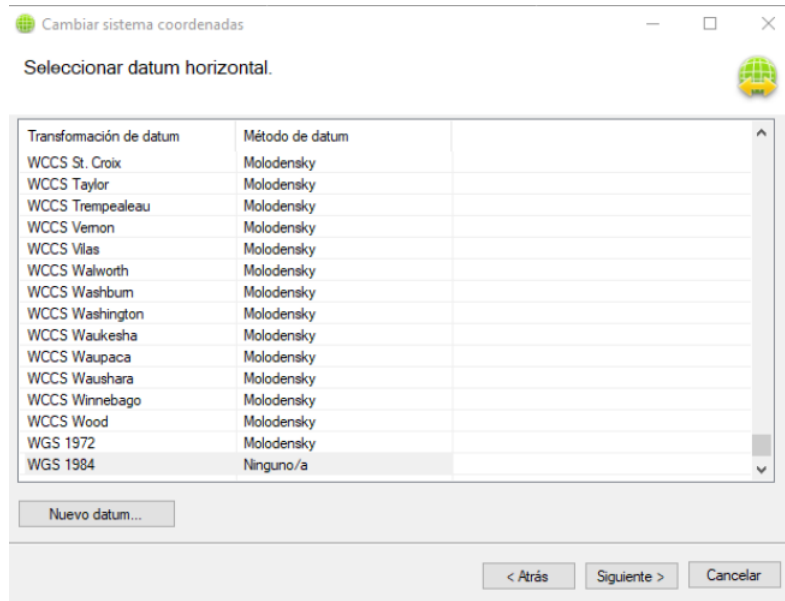 Cambiar sistema coordenadas
Seleccionar datum horizontal.
Transformación de datum Método de datum
WCCS St. Croix Molodensky
WCCS Taylor Molodensky
WCCS Trempealeau Molodensky
WCCS Vernon Molodensky
WCCS Vilas Molodensky
WCCS Walworth Molodensky
WCCS Washburn Molodensky
WCCS Washington Molodensky
WCCS Waukesha Molodensky
WCCS Waupaca Molodensky
WCCS Waushara Molodensky
WCCS Winnebago Molodensky
WCCS Wood Molodensky
WGS 1972 Molodensky
WGS 1984 Ninguno/a
Nuevo datum...
< Atrás Siguiente > Cancelar